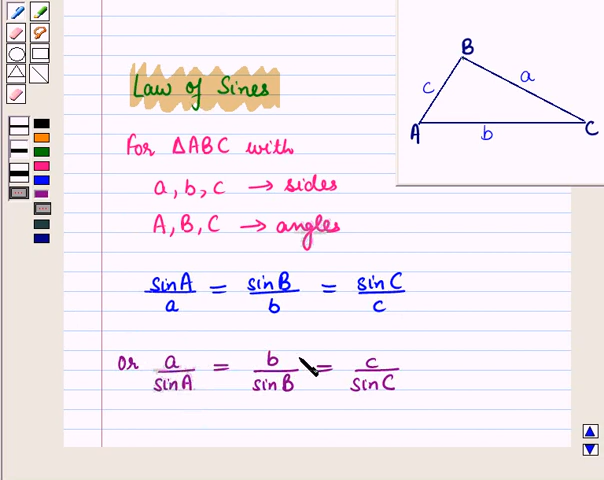 Law of Sines
For ΔABC with
a, b, c → sides
A, B, C → angles
sinA/a = sinB/b = sinC/c
Or a/sinA = b/sinB = c/sinC
B
c
a
A
b
C